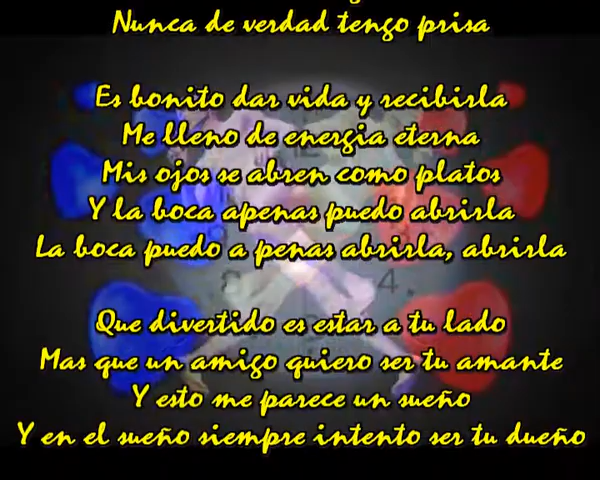 Nunca de verdad tengo prisa
Es bonito dar vida y recibirla
Me lleno de energia eterna
Mis ojos se abren como platos
Y la boca apenas puedo abrirla
La boca puedo a penas abrirla, abrirla
Que divertido es estar a tu lado
Mas que un amigo quiero ser tu amante
Y esto me parece un sueño
Y en el sueño siempre intento ser tu dueño
8
4